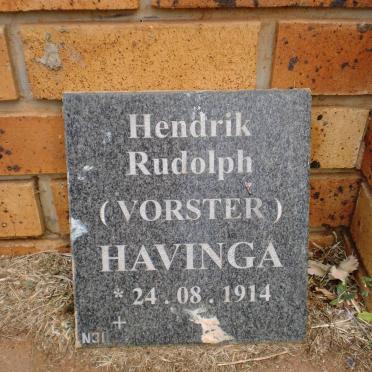 Hendrik
Rudolph
(VORSTER)
HAVINGA
* 24.08.1914
+